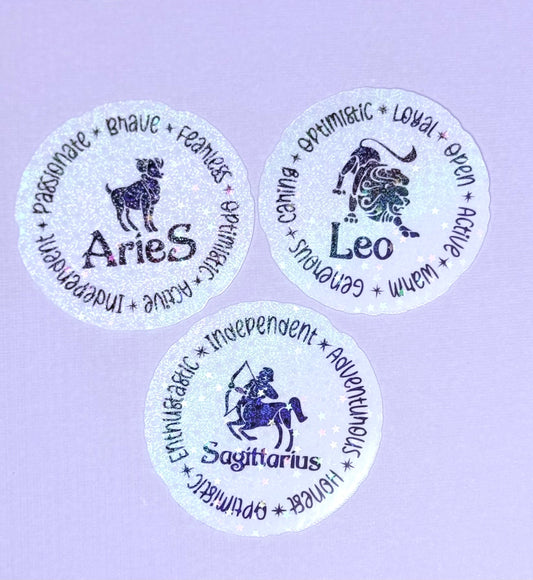 Passionate * Brave * Fearless * Optimistic * Active * Independent *
ArieS
Caring * Optimistic * Loyal * Open * Active * Warm * Generous *
Leo
Enthusiastic * Independent * Adventurous * Honest * Optimistic *
Sagittarius